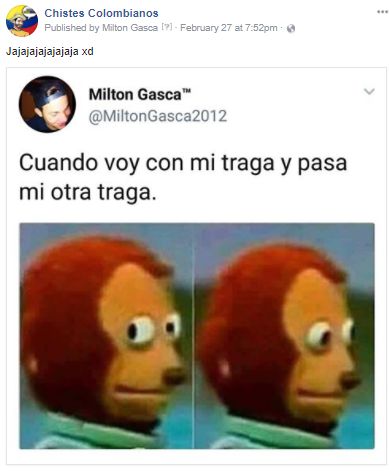 Chistes Colombianos
Published by Milton Gasca [?] · February 27 at 7:52pm ·
Jajajajajajajaja xd
Milton Gasca™
@MiltonGasca2012
Cuando voy con mi traga y pasa
mi otra traga.